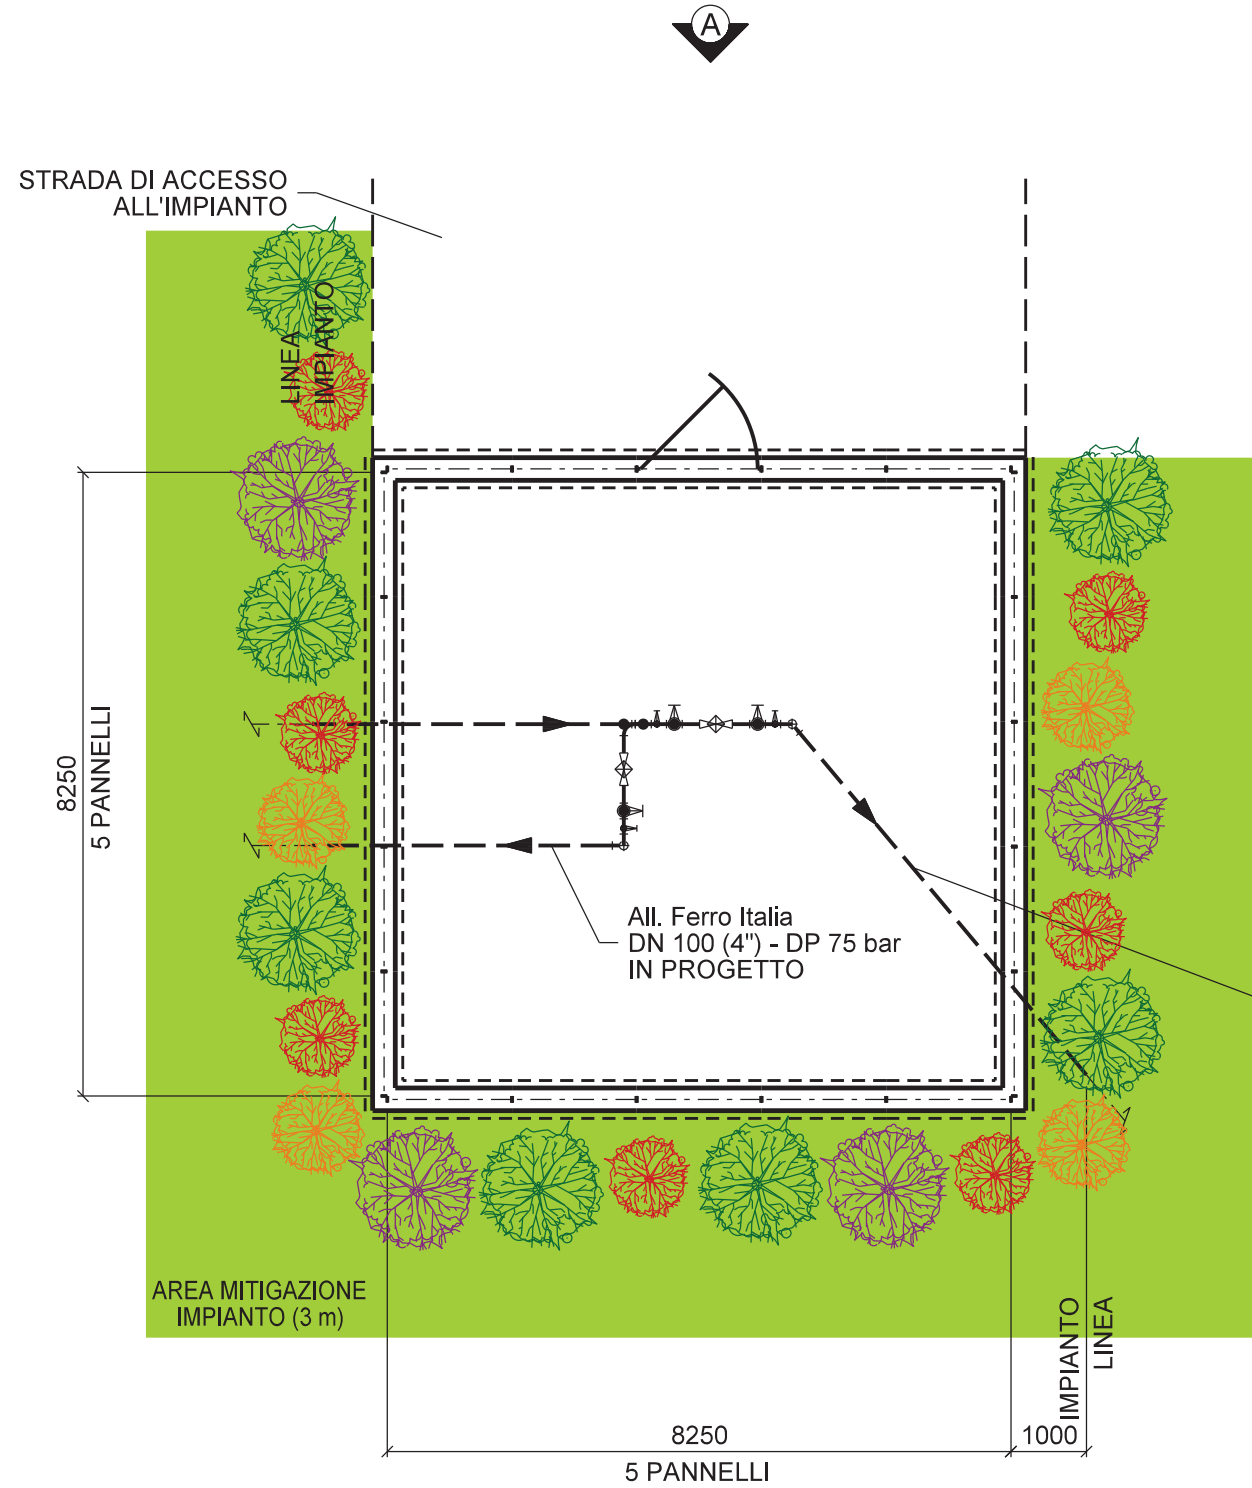 A
STRADA DI ACCESSO
ALL'IMPIANTO
LINEA
IMPIANTO
8250
5 PANNELLI
All. Ferro Italia
DN 100 (4") - DP 75 bar
IN PROGETTO
AREA MITIGAZIONE
IMPIANTO (3 m)
IMPIANTO
LINEA
8250
1000
5 PANNELLI